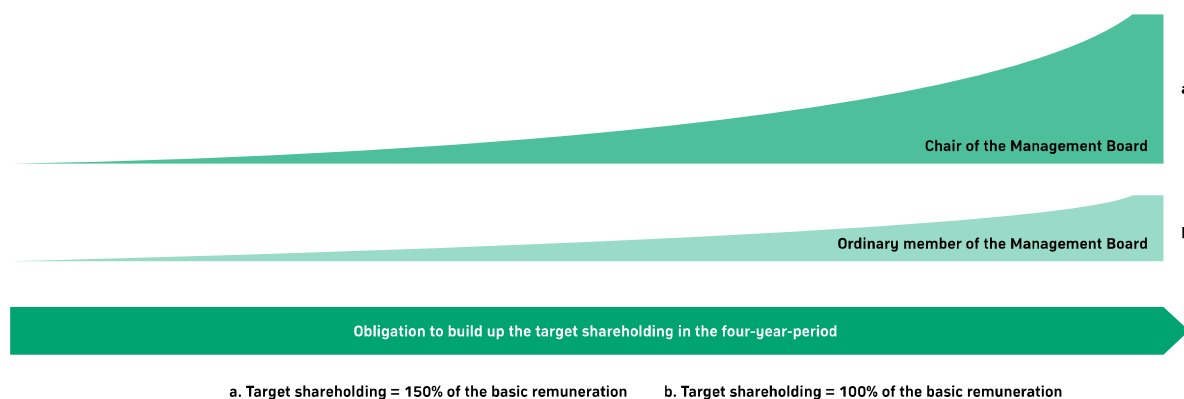 a
Chair of the Management Board
Ordinary member of the Management Board
Obligation to build up the target shareholding in the four-year-period
a. Target shareholding = 150% of the basic remuneration b. Target shareholding = 100% of the basic remuneration